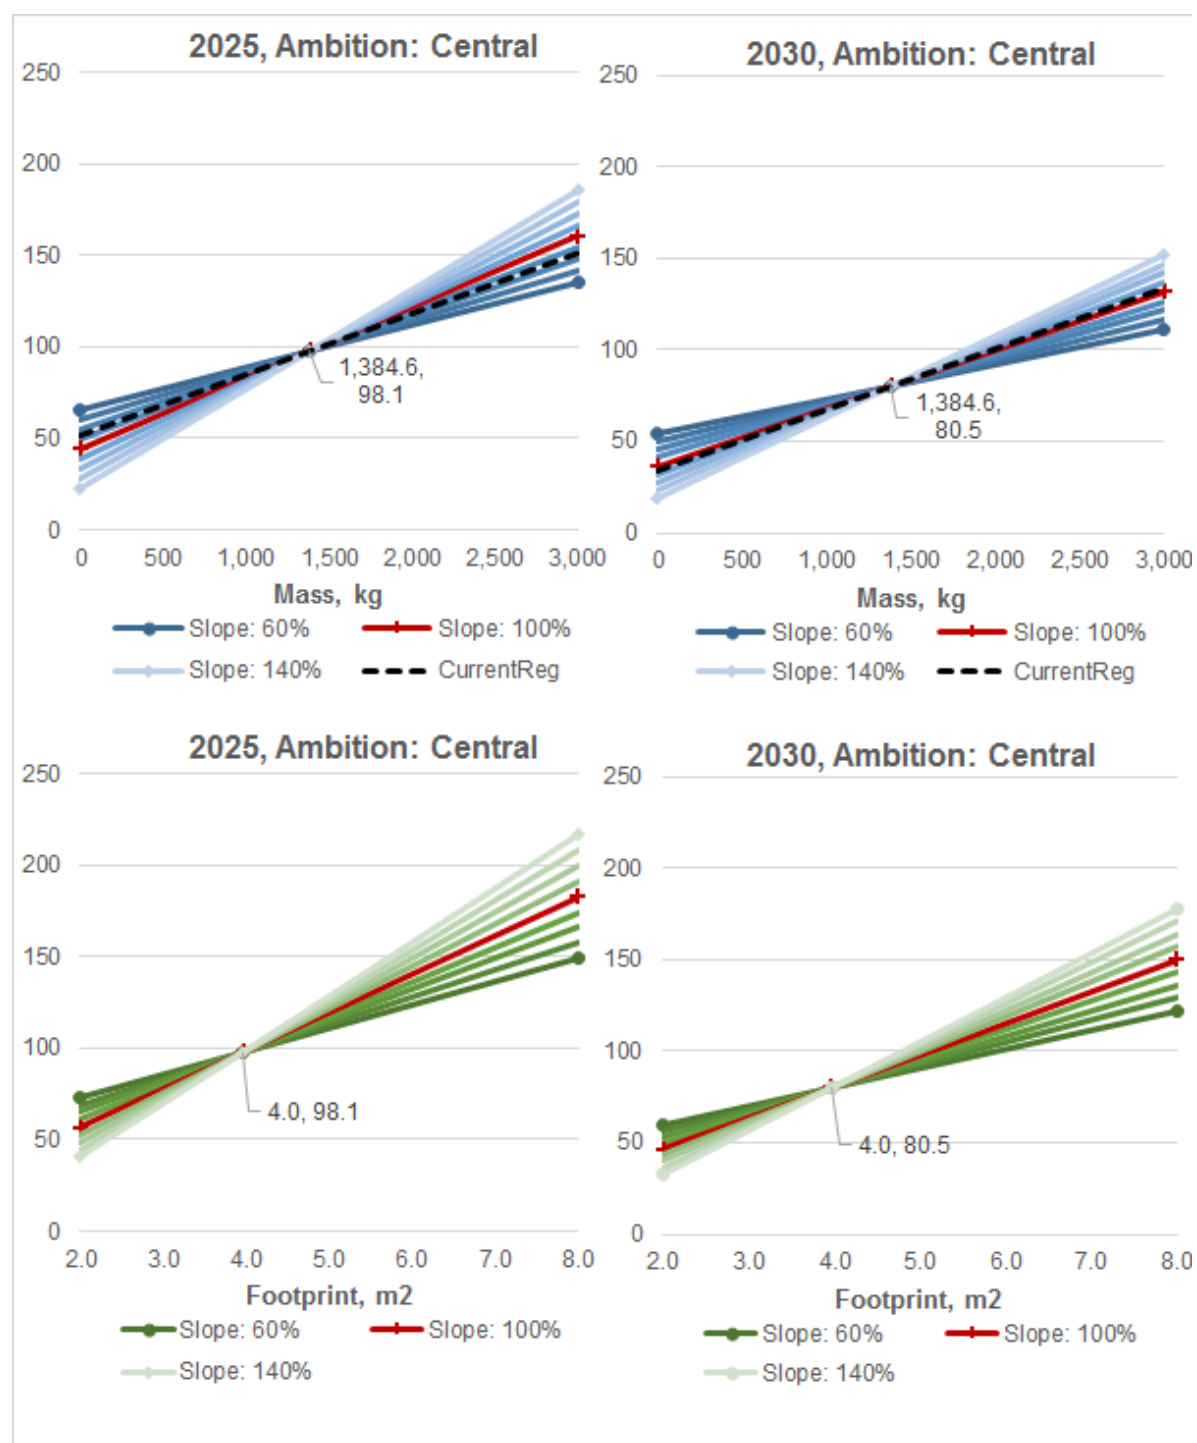 2025, Ambition: Central
250
200
150
100
50
0
1,384.6,
98.1
0 500 1,000 1,500 2,000 2,500 3,000
Mass, kg
Slope: 60% Slope: 100%
Slope: 140% CurrentReg
2030, Ambition: Central
250
200
150
100
50
0
1,384.6,
80.5
0 500 1,000 1,500 2,000 2,500 3,000
Mass, kg
Slope: 60% Slope: 100%
Slope: 140% CurrentReg
2025, Ambition: Central
250
200
150
100
50
0
4.0, 98.1
2.0 3.0 4.0 5.0 6.0 7.0 8.0
Footprint, m2
Slope: 60% Slope: 100%
Slope: 140%
2030, Ambition: Central
250
200
150
100
50
0
4.0, 80.5
2.0 3.0 4.0 5.0 6.0 7.0 8.0
Footprint, m2
Slope: 60% Slope: 100%
Slope: 140%